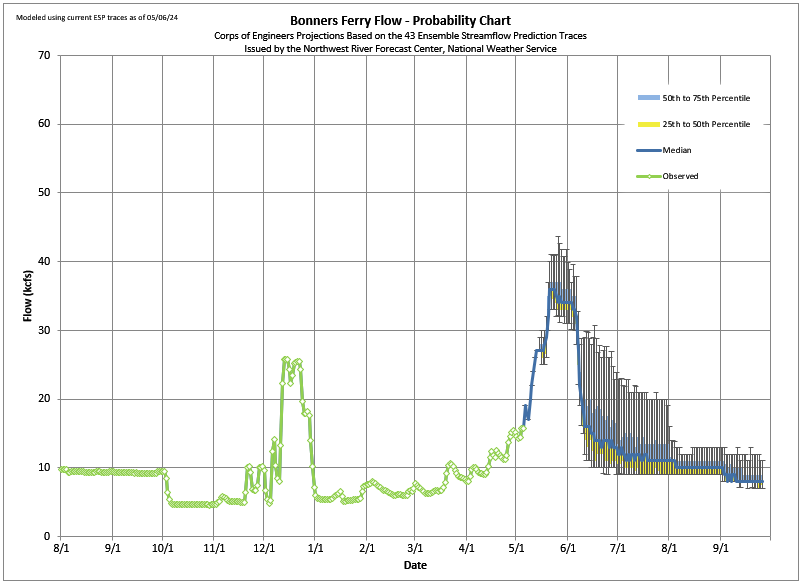 Modeled using current ESP traces as of 05/06/24
Bonners Ferry Flow - Probability Chart
Corps of Engineers Projections Based on the 43 Ensemble Streamflow Prediction Traces
Issued by the Northwest River Forecast Center, National Weather Service
70
60
50
40
30
20
10
0
Flow (kcfs)
50th to 75th Percentile
25th to 50th Percentile
Median
Observed
8/1 9/1 10/1 11/1 12/1 1/1 2/1 3/1 4/1 5/1 6/1 7/1 8/1 9/1
Date